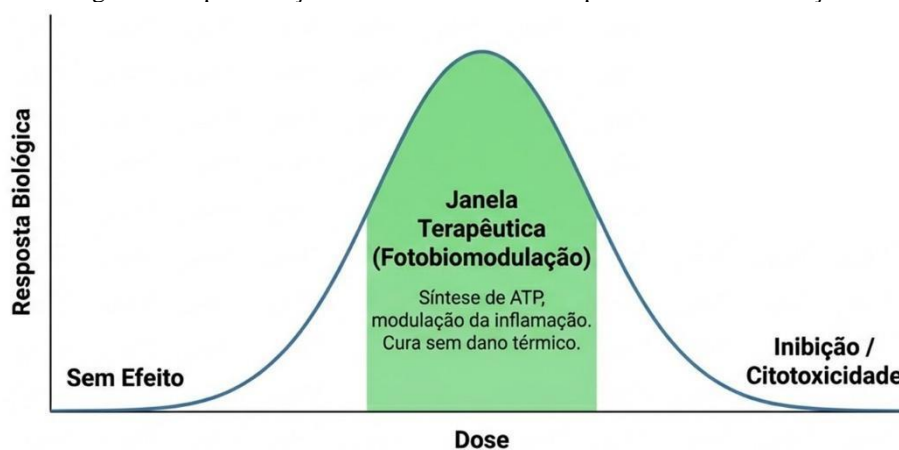 Resposta Biológica
Janela
Terapêutica
(Fotobiomodulação)
Síntese de ATP,
modulação da inflamação.
Cura sem dano térmico.
Sem Efeito
Inibição /
Citotoxicidade
Dose